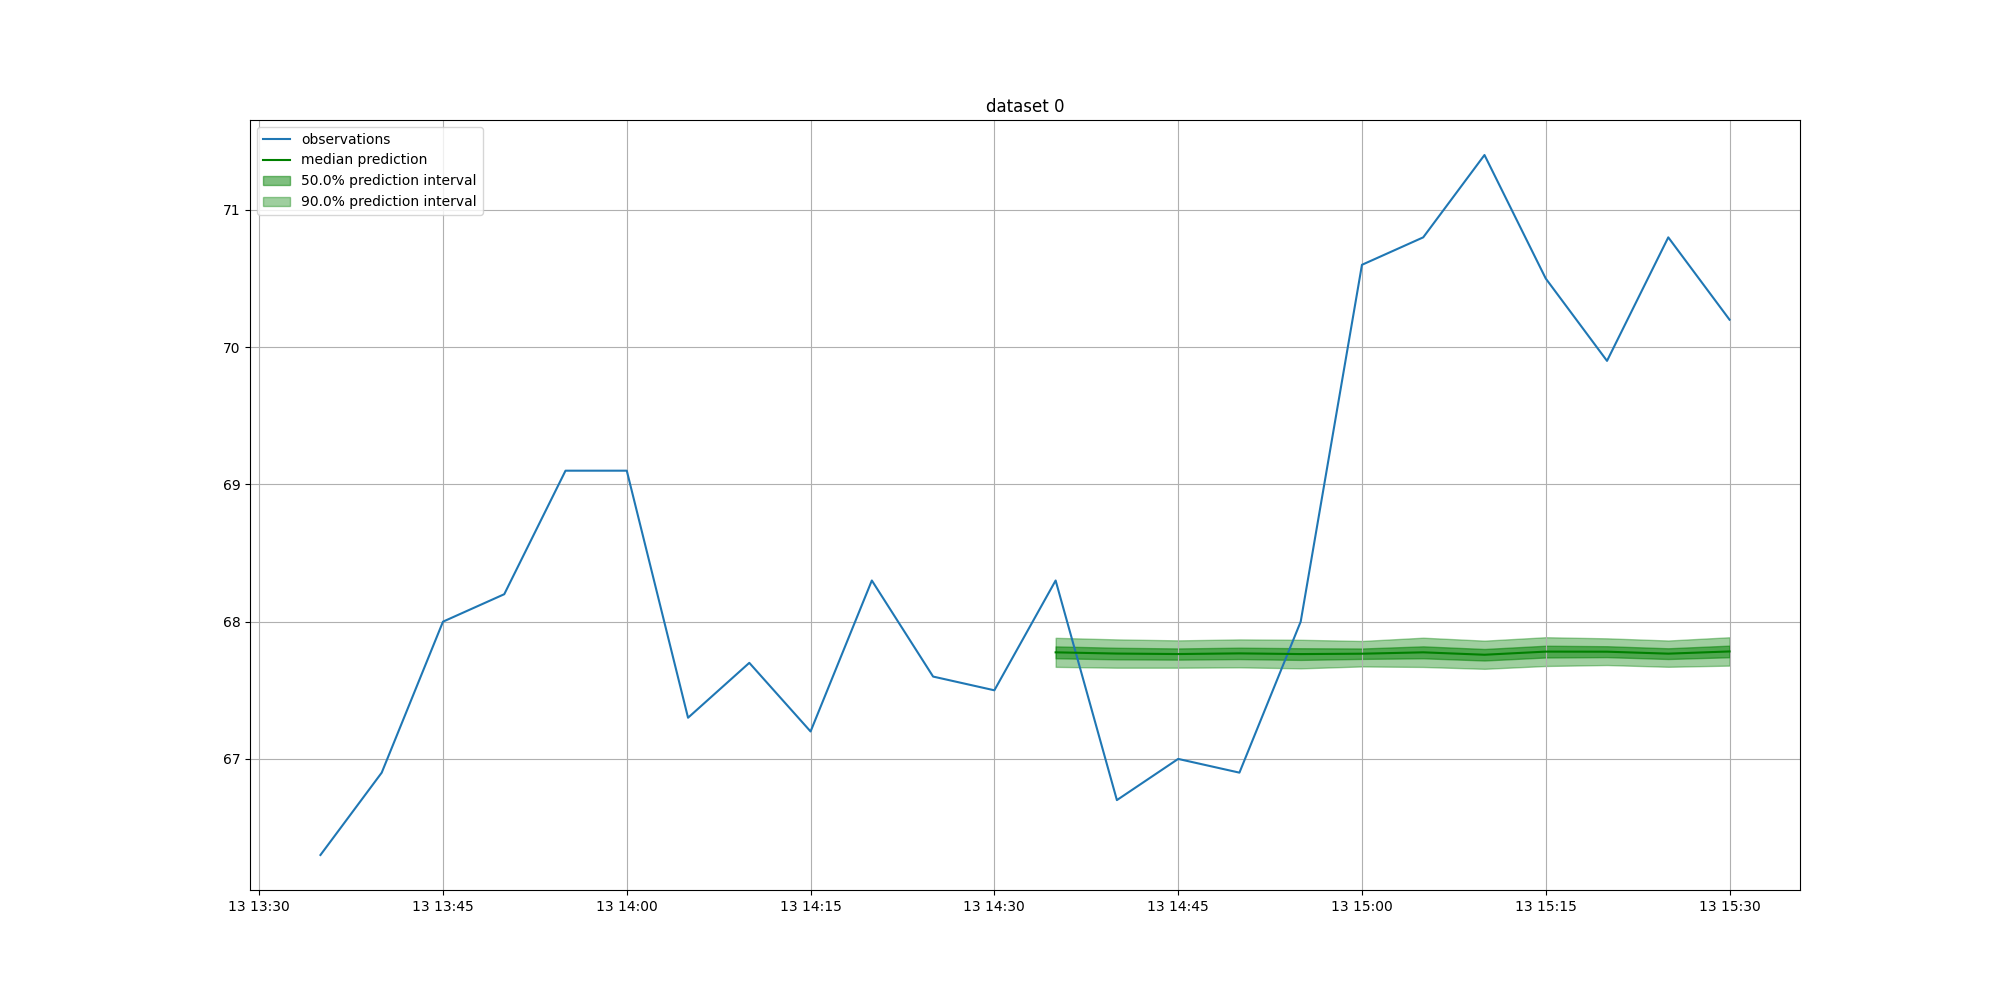 dataset 0
observations
median prediction
50.0% prediction interval
90.0% prediction interval
71
70
69
68
67
13 13:30 13 13:45 13 14:00 13 14:15 13 14:30 13 14:45 13 15:00 13 15:15 13 15:30